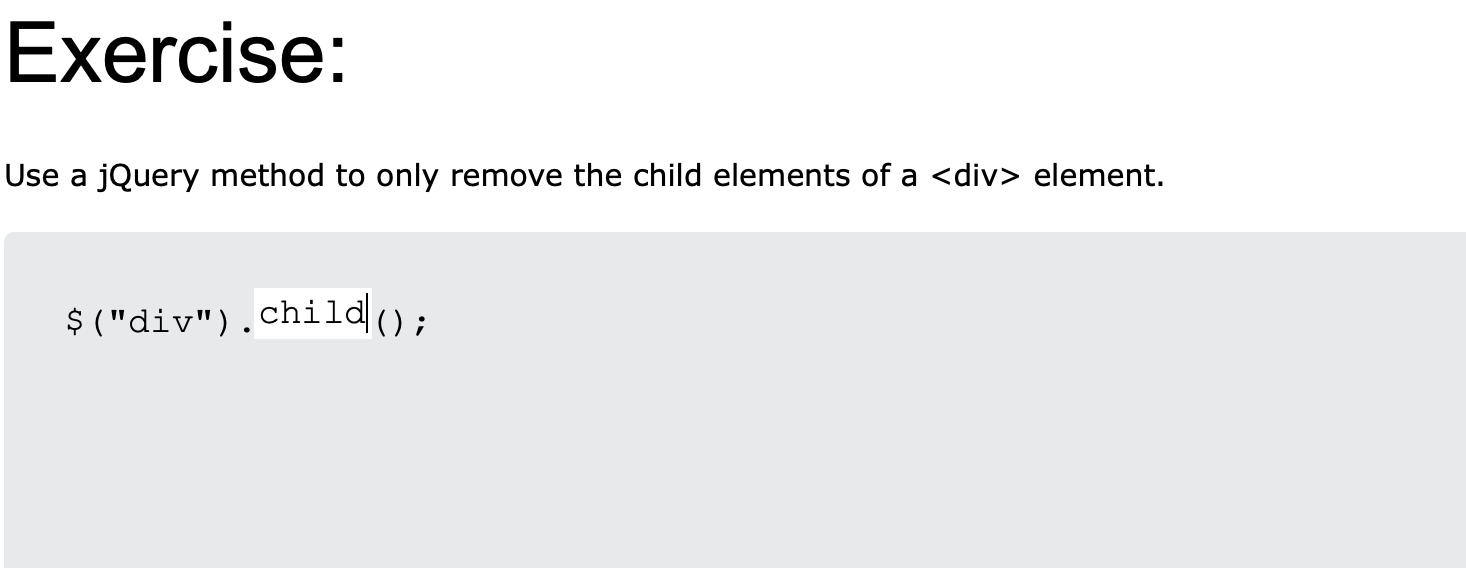 Exercise:
Use a jQuery method to only remove the child elements of a <div> element.
$("div").child();